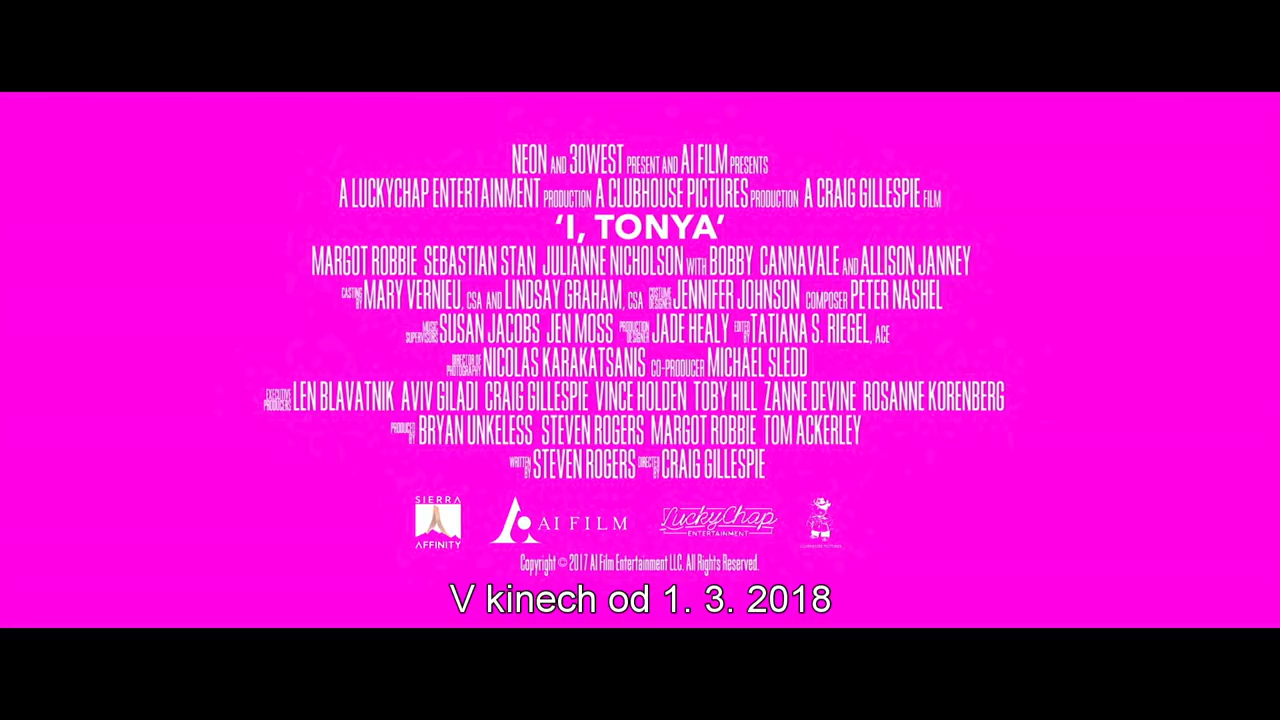 NEON AND 30WEST PRESENT AND AI FILM PRESENTS
A LUCKYCHAP ENTERTAINMENT PRODUCTION A CLUBHOUSE PICTURES PRODUCTION A CRAIG GILLESPIE FILM
'I, TONYA'
MARGOT ROBBIE SEBASTIAN STAN JULIANNE NICHOLSON WITH BOBBY CANNAVALE AND ALLISON JANNEY
CASTING BY MARY VERNIEU, CSA AND LINDSAY GRAHAM, CSA COSTUME DESIGNER JENNIFER JOHNSON COMPOSER PETER NASHEL
MUSIC SUPERVISORS SUSAN JACOBS JEN MOSS PRODUCTION DESIGNER JADE HEALY EDITED BY TATIANA S. RIEGEL, ACE
DIRECTOR OF PHOTOGRAPHY NICOLAS KARAKATSANIS CO-PRODUCER MICHAEL SLEDD
EXECUTIVE PRODUCERS LEN BLAVATNIK AVIV GILADI CRAIG GILLESPIE VINCE HOLDEN TOBY HILL ZANNE DEVINE ROSANNE KORENBERG
PRODUCED BY BRYAN UNKELESS STEVEN ROGERS MARGOT ROBBIE TOM ACKERLEY
WRITTEN BY STEVEN ROGERS DIRECTED BY CRAIG GILLESPIE
SIERRA AFFINITY
AI FILM
LuckyChap
ENTERTAINMENT
CLUBHOUSE PICTURES
Copyright © 2017 AI Film Entertainment LLC. All Rights Reserved.
V kinech od 1. 3. 2018